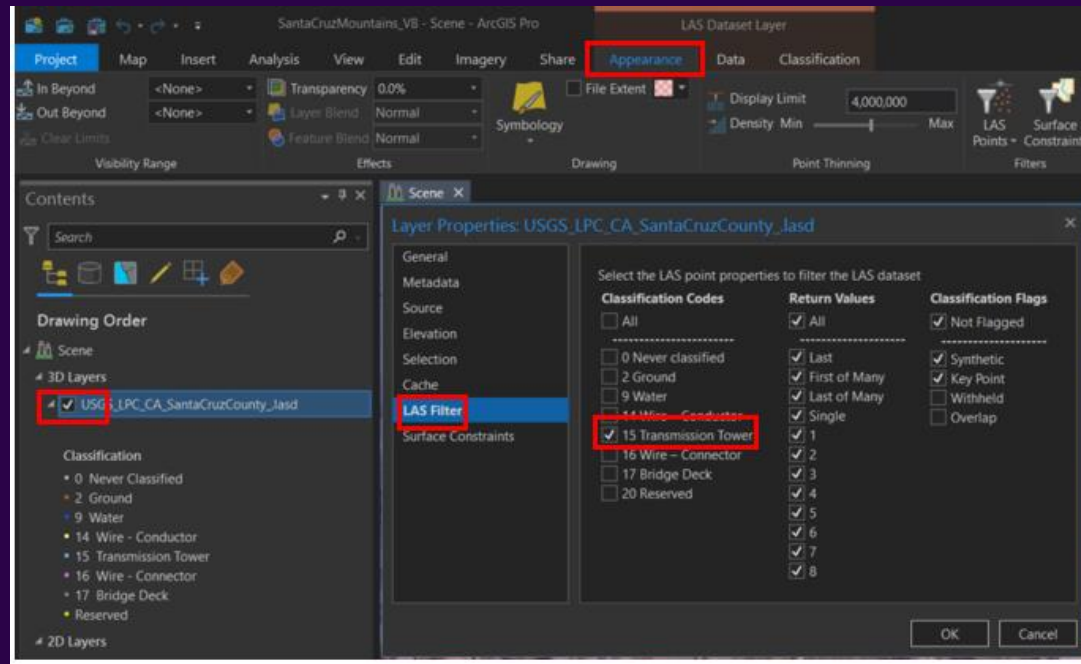 SantaCruzMountains_V8 - Scene - ArcGIS Pro
LAS Dataset Layer
Project Map Insert Analysis View Edit Imagery Share Appearance Data Classification
In Beyond <None>
Out Beyond <None>
Clear Limits
Visibility Range
Transparency 0.0%
Layer Blend Normal
Feature Blend Normal
Effects
Symbology
File Extent
Drawing
Display Limit 4,000,000
Density Min Max
Point Thinning
LAS Points
Surface Constraint
Filters
Contents
Search
Drawing Order
Scene
3D Layers
USGS_LPC_CA_SantaCruzCounty_.lasd
Classification
0 Never Classified
2 Ground
9 Water
14 Wire - Conductor
15 Transmission Tower
16 Wire - Connector
17 Bridge Deck
Reserved
2D Layers
Scene
Layer Properties: USGS_LPC_CA_SantaCruzCounty_.lasd
General
Metadata
Source
Elevation
Selection
Cache
LAS Filter
Surface Constraints
Select the LAS point properties to filter the LAS dataset
Classification Codes
All
0 Never classified
2 Ground
9 Water
14 Wire – Conductor
15 Transmission Tower
16 Wire – Connector
17 Bridge Deck
20 Reserved
Return Values
All
Last
First of Many
Last of Many
Single
1
2
3
4
5
6
7
8
Classification Flags
Not Flagged
Synthetic
Key Point
Withheld
Overlap
OK Cancel